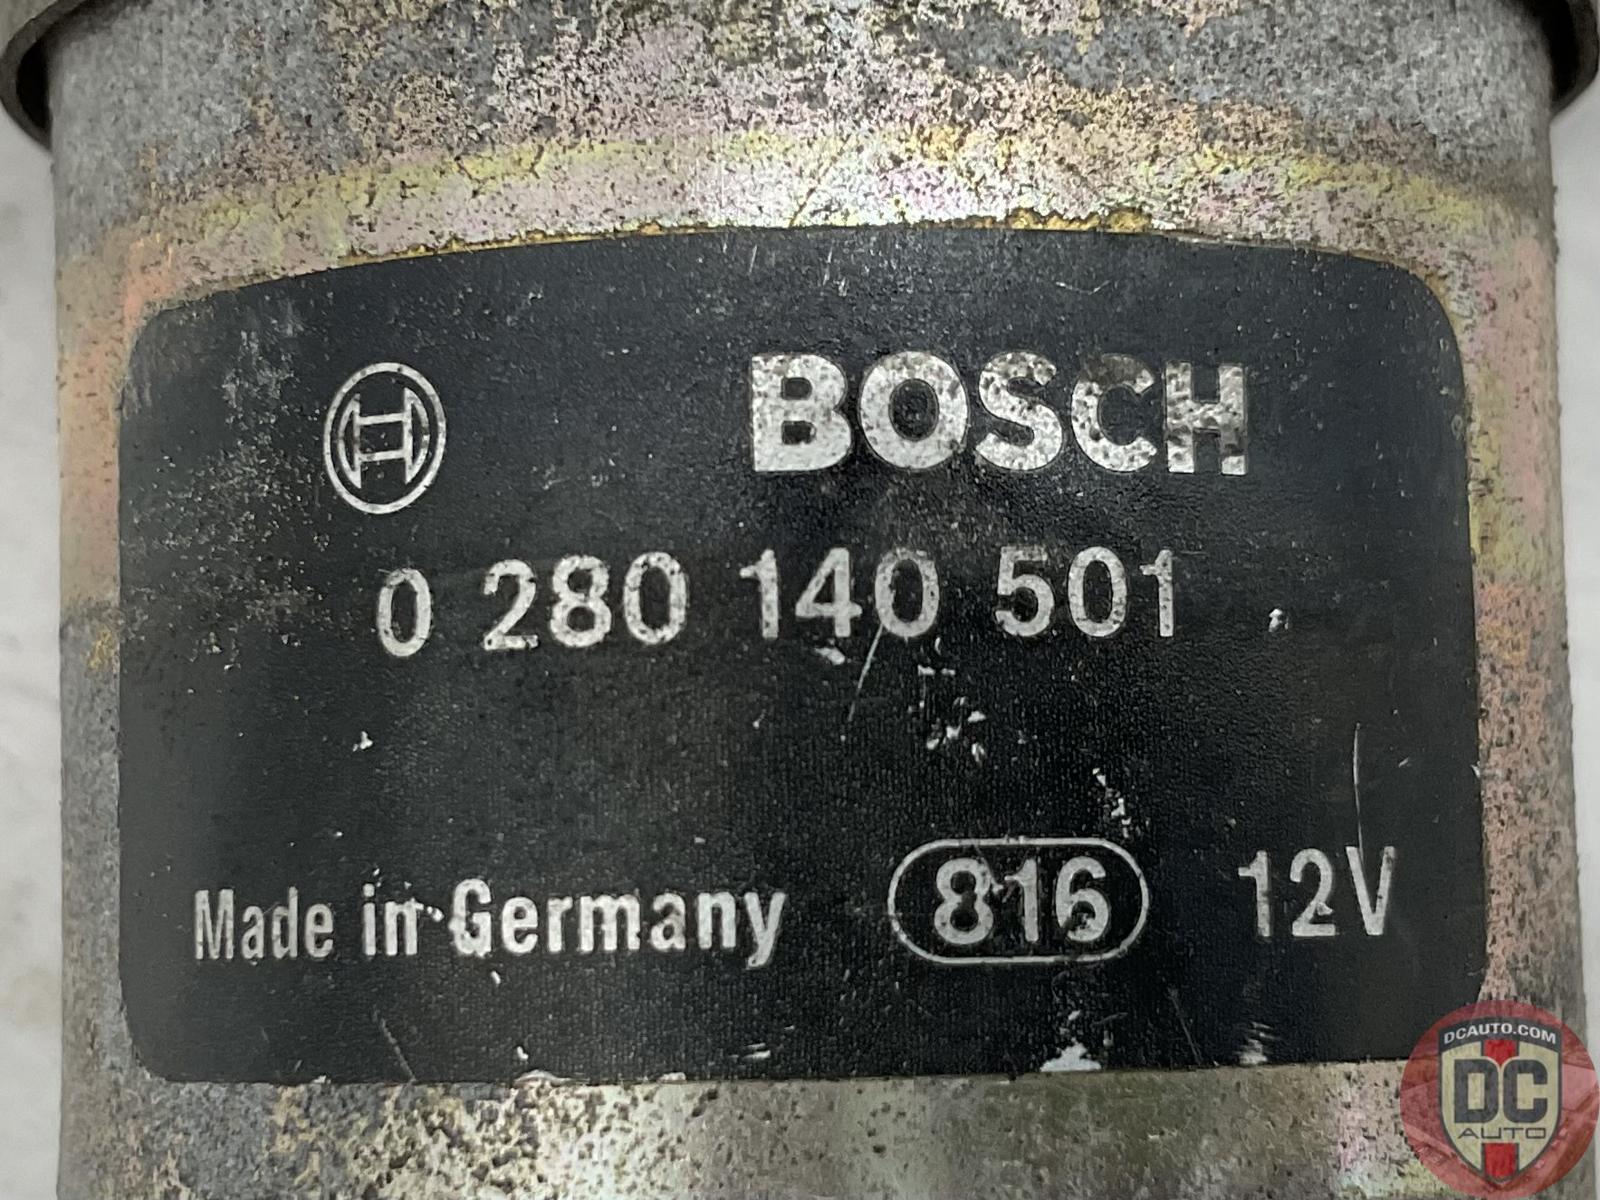 BOSCH
0 280 140 501
Made in Germany 816 12V
DCAUTO.COM
DC
AUTO